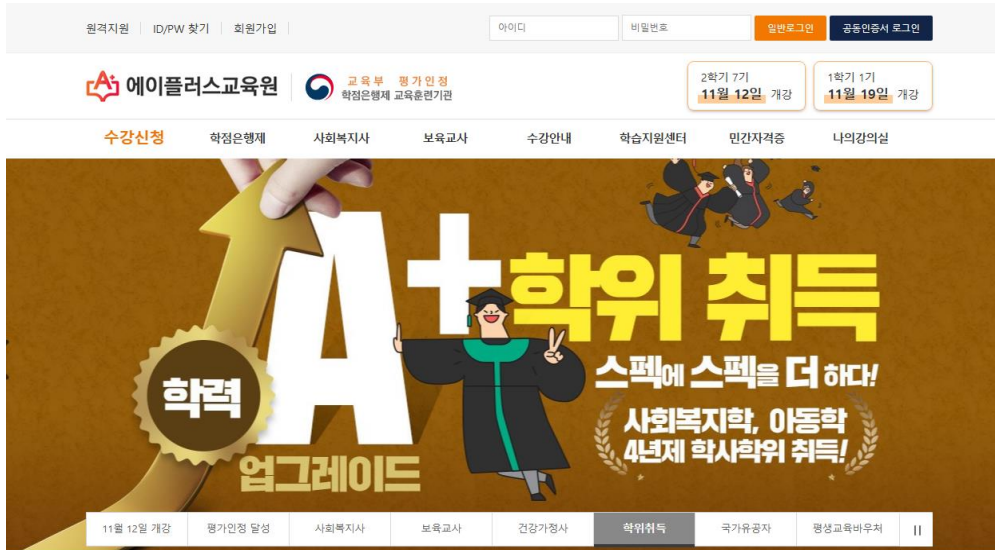 원격지원 ID/PW 찾기 회원가입
아이디 비밀번호 일반로그인 공동인증서 로그인
A+ 에이플러스교육원
교육부 평가인정
학점은행제 교육훈련기관
2학기 7기
11월 12일 개강
1학기 1기
11월 19일 개강
수강신청 학점은행제 사회복지사 보육교사 수강안내 학습지원센터 민간자격증 나의강의실
A+학위 취득
스펙에 스펙을 더 하다!
학력
사회복지학, 아동학
4년제 학사학위 취득!
업그레이드
11월 12일 개강 평가인정 달성 사회복지사 보육교사 건강가정사 학위취득 국가유공자 평생교육바우처